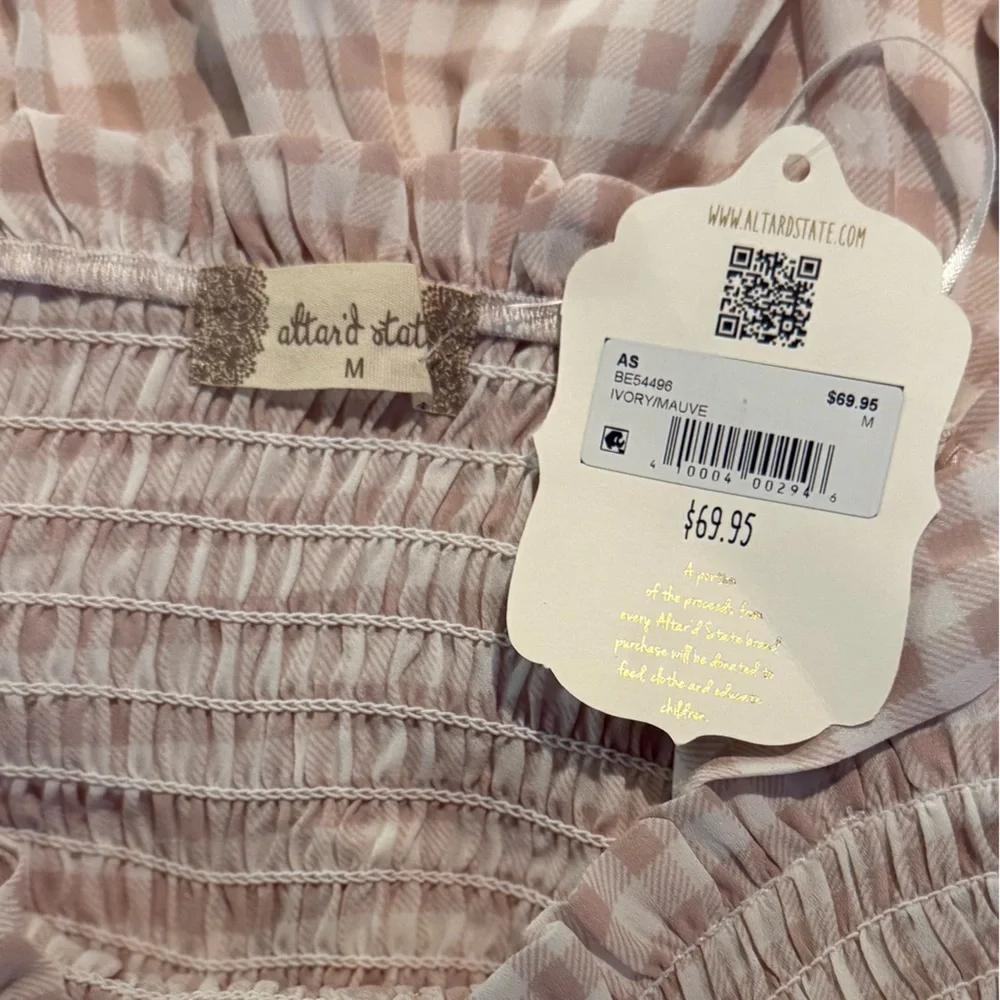 altar'd stat
M
WWW.ALTARDSTATE.COM
AS
BE54496
IVORY/MAUVE
$69.95
M
4 10004 00294 6
$69.95
A portion
of the proceeds from
every Altar'd State brand
purchase will be donated to
feed, clothe and educate
children.